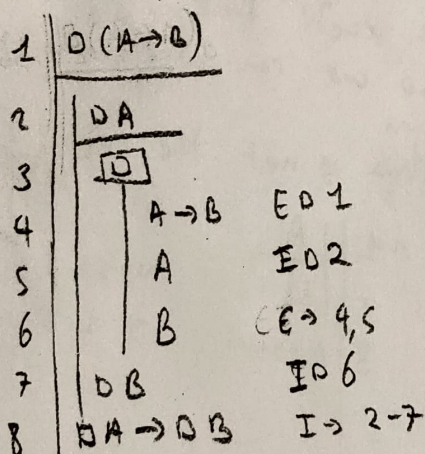 1 □(A→B)
2 □A
3 □
4 A→B E□1
5 A E□2
6 B E→ 4,5
7 □B I□6
8 □A→□B I→ 2-7